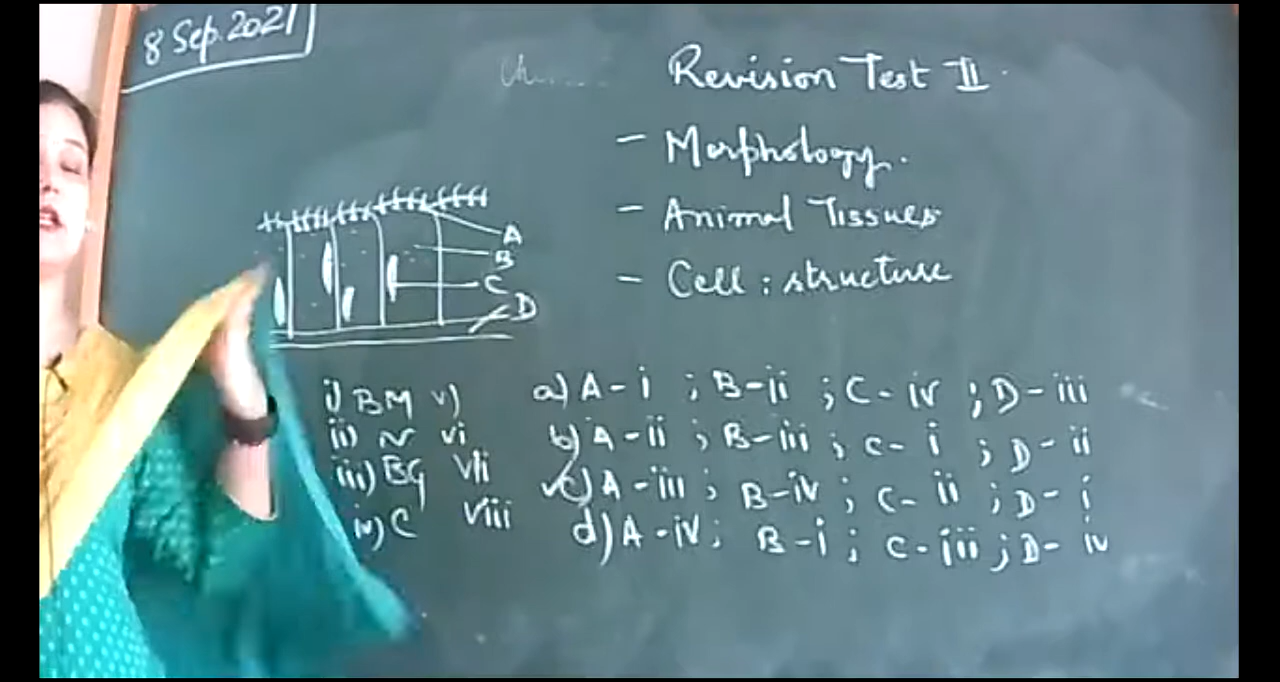 8 Sep. 2021
Revision Test II.
- Morphology.
- Animal Tissues
- Cell : structure
A
B
C
D
i) BM v)
ii) N vi
iii) BG vii
iv) C viii
a) A - i ; B - ii ; C - iv ; D - iii
b) A - ii ; B - iii ; C - i ; D - ii
✓c) A - iii ; B - iv ; C - ii ; D - i
d) A - iv ; B - i ; C - iii ; D - iv